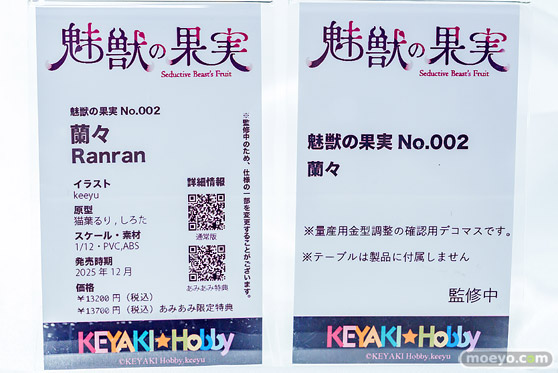 魅獣の果実
Seductive Beast's Fruit
魅獣の果実 No.002
蘭々
Ranran
イラスト
keeyu
原型
猫葉るり , しろた
スケール・素材
1/12・PVC,ABS
発売時期
2025 年 12 月
価格
￥13200 円（税込）
￥13700 円（税込）あみあみ限定特典
詳細情報
通常版
あみあみ特典
※監修中のため、仕様の一部を変更することがございます。
KEYAKI★Hobby
©KEYAKI Hobby,keeyu
魅獣の果実
Seductive Beast's Fruit
魅獣の果実 No.002
蘭々
※量産用金型調整の確認用デコマスです。
※テーブルは製品に付属しません
監修中
KEYAKI★Hobby
©KEYAKI Hobby,keeyu
moeyo.com